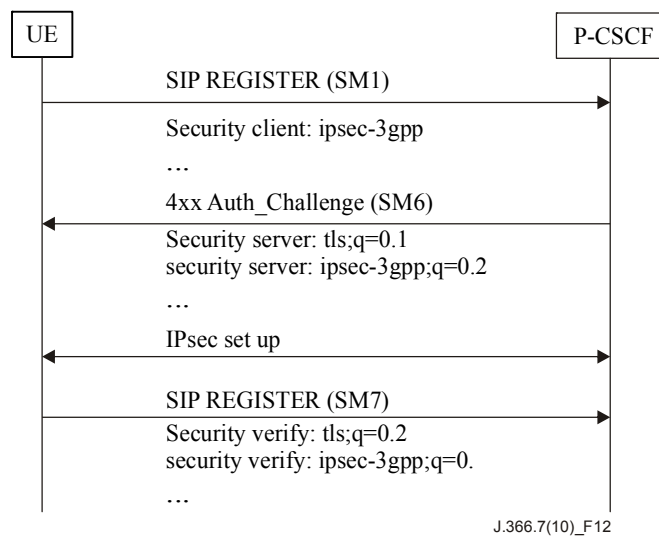 UE
P-CSCF
SIP REGISTER (SM1)
Security client: ipsec-3gpp
...
4xx Auth_Challenge (SM6)
Security server: tls;q=0.1
security server: ipsec-3gpp;q=0.2
...
IPsec set up
SIP REGISTER (SM7)
Security verify: tls;q=0.2
security verify: ipsec-3gpp;q=0.
...
J.366.7(10)_F12